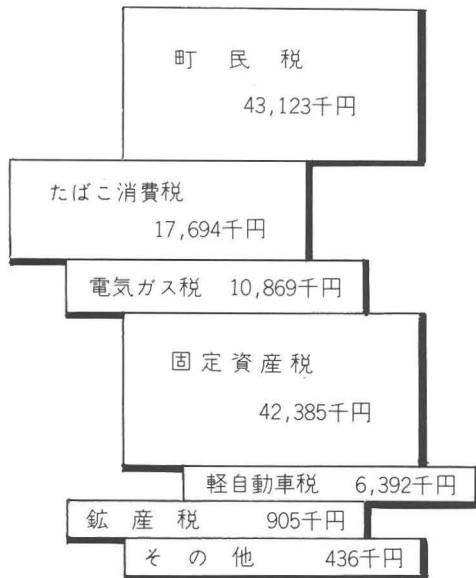 町民税
43,123千円
たばこ消費税
17,694千円
電気ガス税 10,869千円
固定資産税
42,385千円
軽自動車税 6,392千円
鉱産税 905千円
その他 436千円